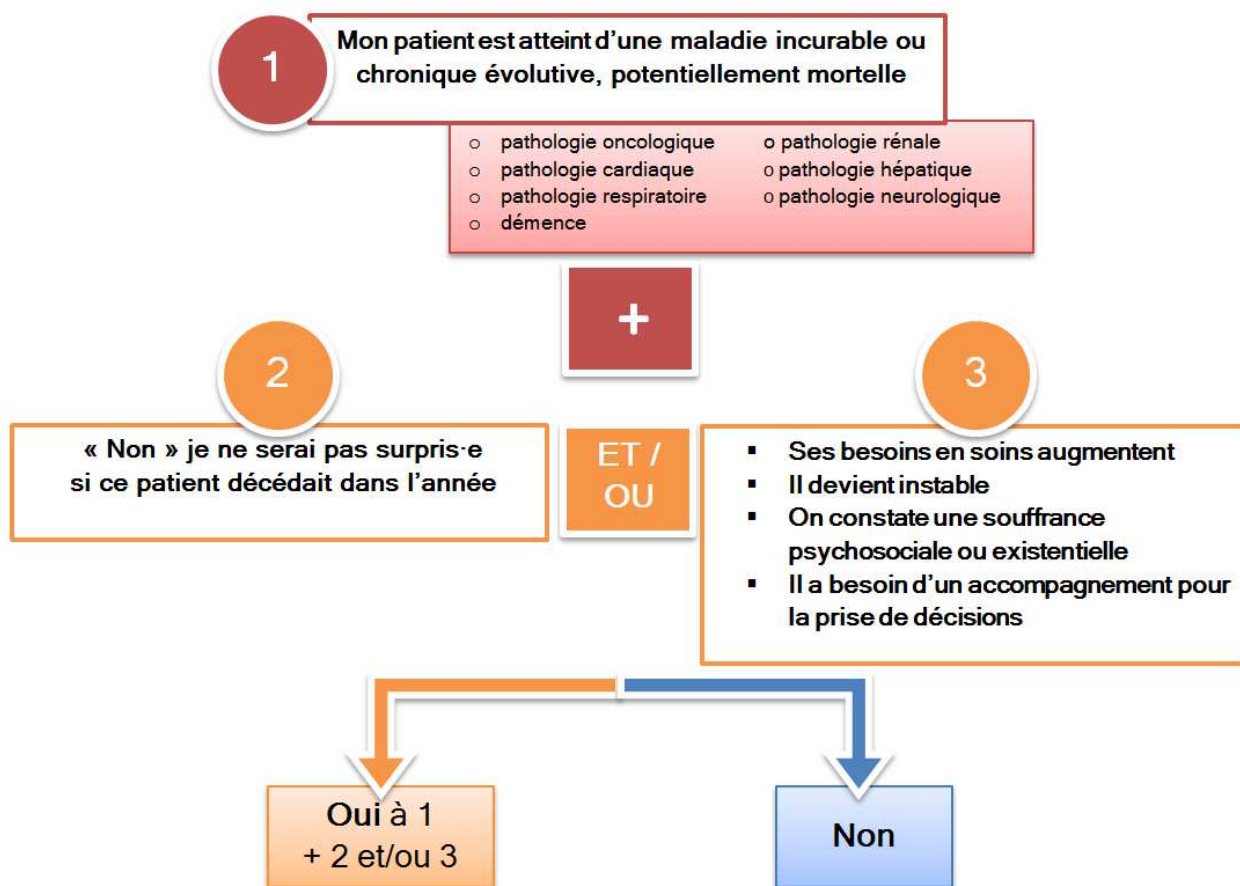 1
Mon patient est atteint d'une maladie incurable ou
chronique évolutive, potentiellement mortelle
o pathologie oncologique
o pathologie cardiaque
o pathologie respiratoire
o démence
o pathologie rénale
o pathologie hépatique
o pathologie neurologique
+
2
« Non » je ne serai pas surpris·e
si ce patient décédait dans l'année
ET /
OU
3
▪ Ses besoins en soins augmentent
▪ Il devient instable
▪ On constate une souffrance
psychosociale ou existentielle
▪ Il a besoin d'un accompagnement pour
la prise de décisions
Oui à 1
+ 2 et/ou 3
Non